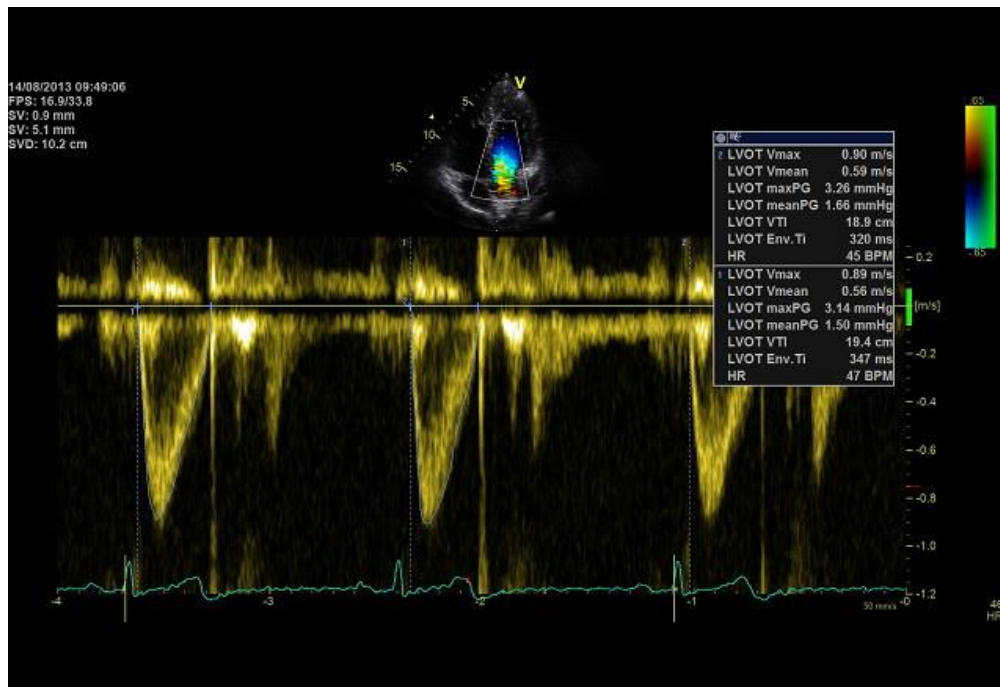 14/08/2013 09:49:06
FPS: 16.9/33.8
SV: 0.9 mm
SV: 5.1 mm
SVD: 10.2 cm
V
5
10
15
65
-65
2 LVOT Vmax 0.90 m/s
LVOT Vmean 0.59 m/s
LVOT maxPG 3.26 mmHg
LVOT meanPG 1.66 mmHg
LVOT VTI 18.9 cm
LVOT Env.Ti 320 ms
HR 45 BPM
1 LVOT Vmax 0.89 m/s
LVOT Vmean 0.56 m/s
LVOT maxPG 3.14 mmHg
LVOT meanPG 1.50 mmHg
LVOT VTI 19.4 cm
LVOT Env.Ti 347 ms
HR 47 BPM
0.2
[m/s]
-0.2
-0.4
-0.6
-0.8
-1.0
-1.2
-4
-3
-2
-1
-0
50 mm/s
HR